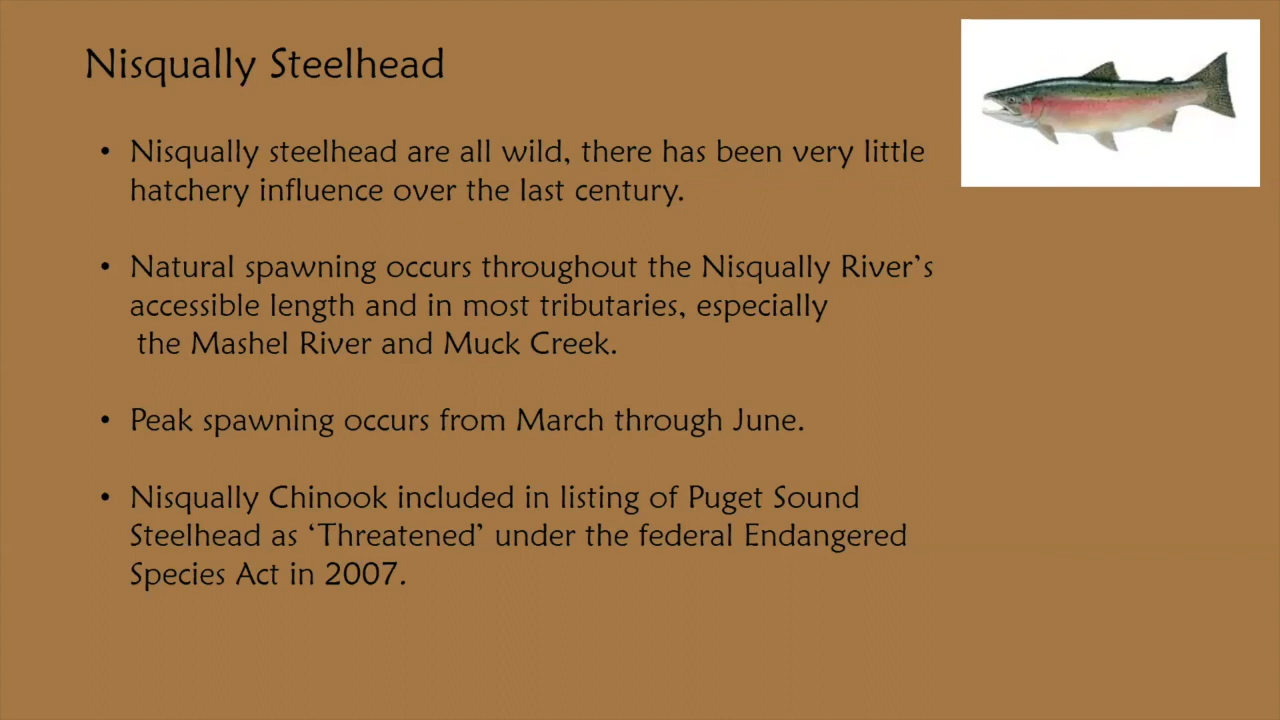 Nisqually Steelhead
• Nisqually steelhead are all wild, there has been very little
hatchery influence over the last century.
• Natural spawning occurs throughout the Nisqually River’s
accessible length and in most tributaries, especially
the Mashel River and Muck Creek.
• Peak spawning occurs from March through June.
• Nisqually Chinook included in listing of Puget Sound
Steelhead as ‘Threatened’ under the federal Endangered
Species Act in 2007.